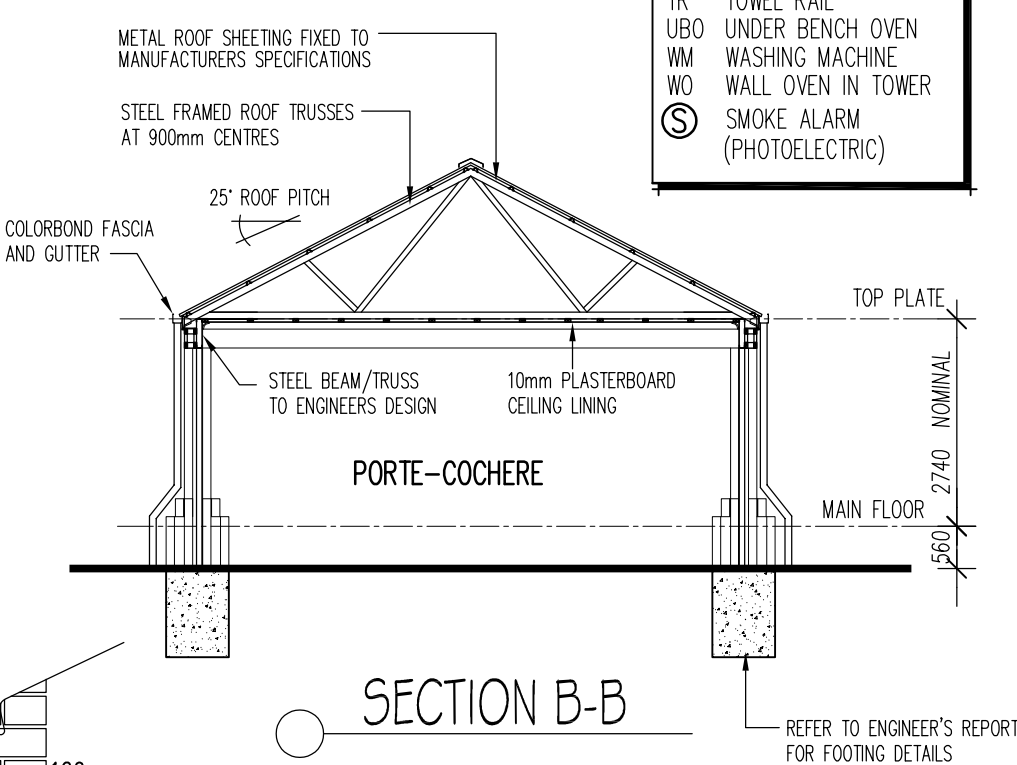 TR TOWEL RAIL
UBO UNDER BENCH OVEN
WM WASHING MACHINE
WO WALL OVEN IN TOWER
S SMOKE ALARM
(PHOTOELECTRIC)
METAL ROOF SHEETING FIXED TO
MANUFACTURERS SPECIFICATIONS
STEEL FRAMED ROOF TRUSSES
AT 900mm CENTRES
25° ROOF PITCH
COLORBOND FASCIA
AND GUTTER
TOP PLATE
STEEL BEAM/TRUSS
TO ENGINEERS DESIGN
10mm PLASTERBOARD
CEILING LINING
2740 NOMINAL
PORTE-COCHERE
MAIN FLOOR
560
SECTION B-B
REFER TO ENGINEER'S REPORT
FOR FOOTING DETAILS